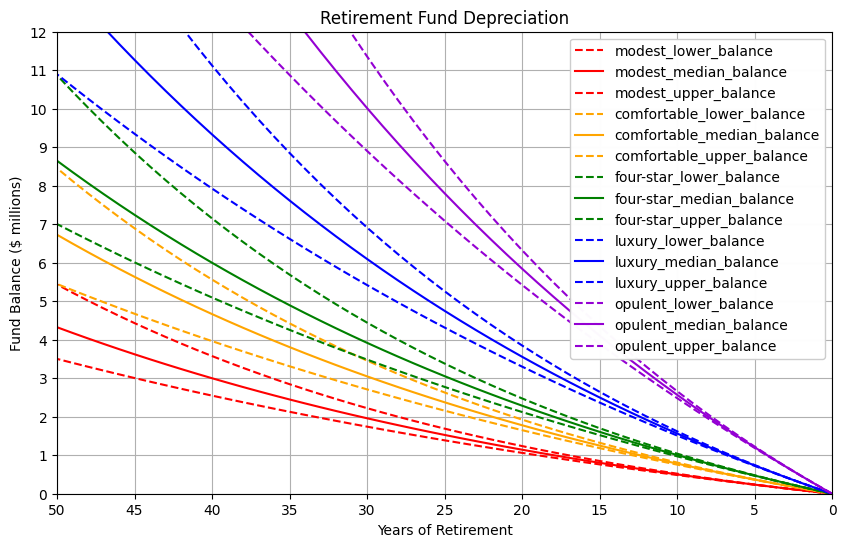 Retirement Fund Depreciation
12
11
10
9
8
7
6
5
4
3
2
1
0
Fund Balance ($ millions)
modest_lower_balance
modest_median_balance
modest_upper_balance
comfortable_lower_balance
comfortable_median_balance
comfortable_upper_balance
four-star_lower_balance
four-star_median_balance
four-star_upper_balance
luxury_lower_balance
luxury_median_balance
luxury_upper_balance
opulent_lower_balance
opulent_median_balance
opulent_upper_balance
50 45 40 35 30 25 20 15 10 5 0
Years of Retirement